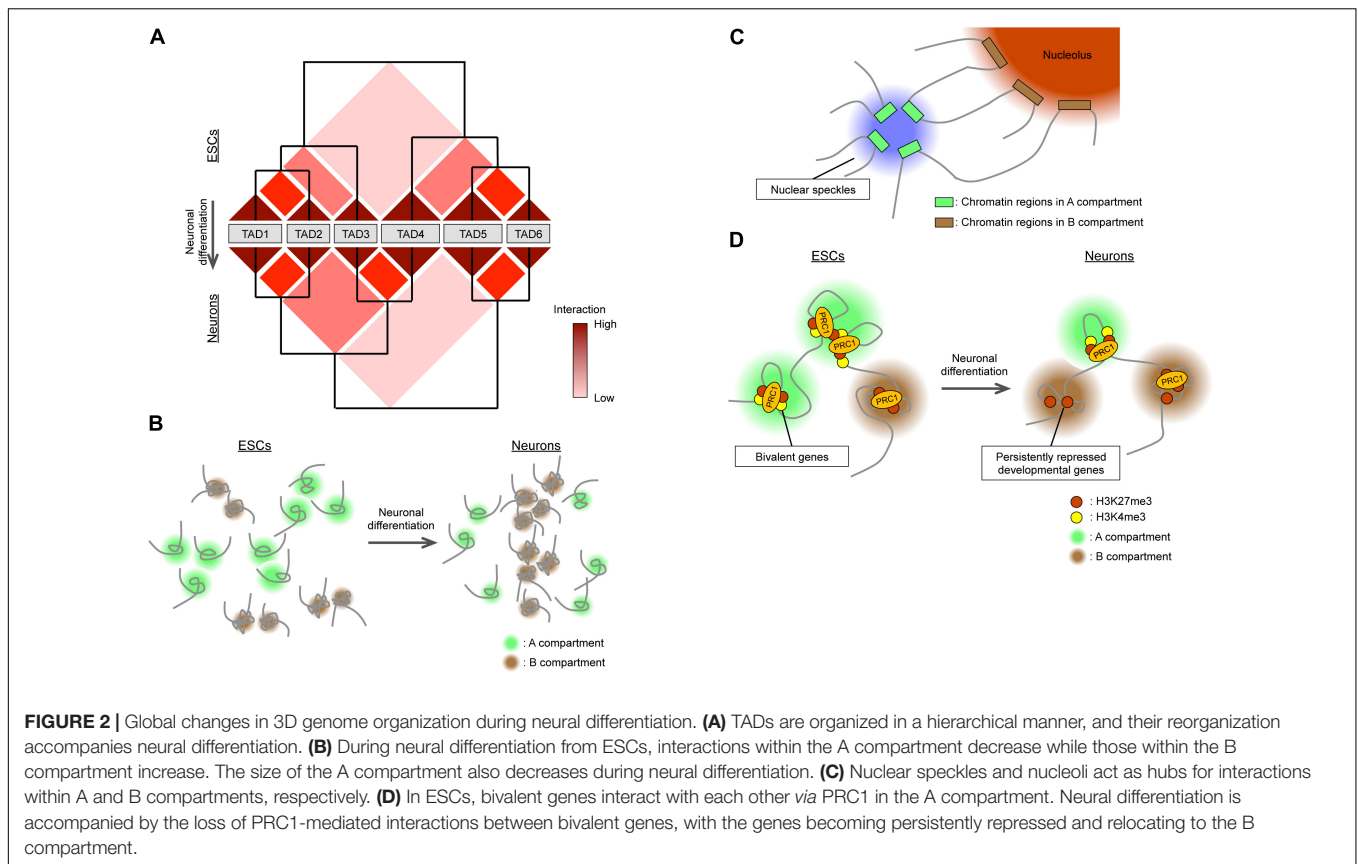 A
ESCs
Neuronal
differentiation
Neurons
TAD1 TAD2 TAD3 TAD4 TAD5 TAD6
Interaction
High
Low
B
ESCs
Neurons
Neuronal
differentiation
: A compartment
: B compartment
C
Nucleolus
Nuclear speckles
: Chromatin regions in A compartment
: Chromatin regions in B compartment
D
ESCs
Neurons
PRC1
PRC1
PRC1
PRC1
Neuronal
differentiation
PRC1
PRC1
Bivalent genes
Persistently repressed
developmental genes
: H3K27me3
: H3K4me3
: A compartment
: B compartment
FIGURE 2 | Global changes in 3D genome organization during neural differentiation. (A) TADs are organized in a hierarchical manner, and their reorganization
accompanies neural differentiation. (B) During neural differentiation from ESCs, interactions within the A compartment decrease while those within the B
compartment increase. The size of the A compartment also decreases during neural differentiation. (C) Nuclear speckles and nucleoli act as hubs for interactions
within A and B compartments, respectively. (D) In ESCs, bivalent genes interact with each other via PRC1 in the A compartment. Neural differentiation is
accompanied by the loss of PRC1-mediated interactions between bivalent genes, with the genes becoming persistently repressed and relocating to the B
compartment.